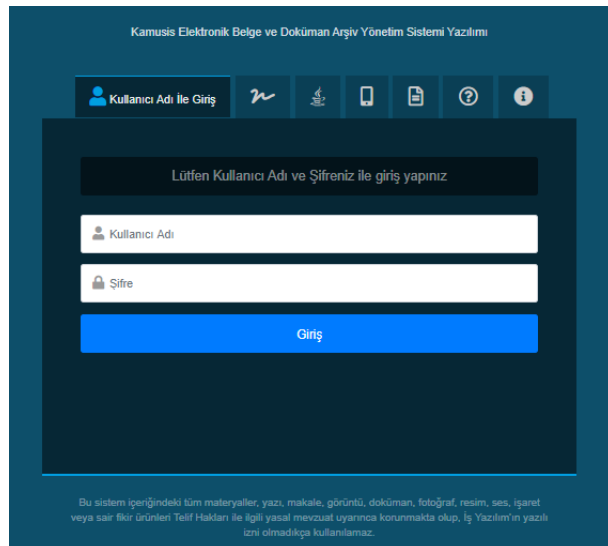 Kamusis Elektronik Belge ve Doküman Arşiv Yönetim Sistemi Yazılımı
Kullanıcı Adı İle Giriş
Lütfen Kullanıcı Adı ve Şifreniz ile giriş yapınız
Kullanıcı Adı
Şifre
Giriş
Bu sistem içeriğindeki tüm materyaller, yazı, makale, görüntü, doküman, fotoğraf, resim, ses, işaret
veya sair fikir ürünleri Telif Hakları ile ilgili yasal mevzuat uyarınca korunmakta olup, İş Yazılım'ın yazılı
izni olmadıkça kullanılamaz.